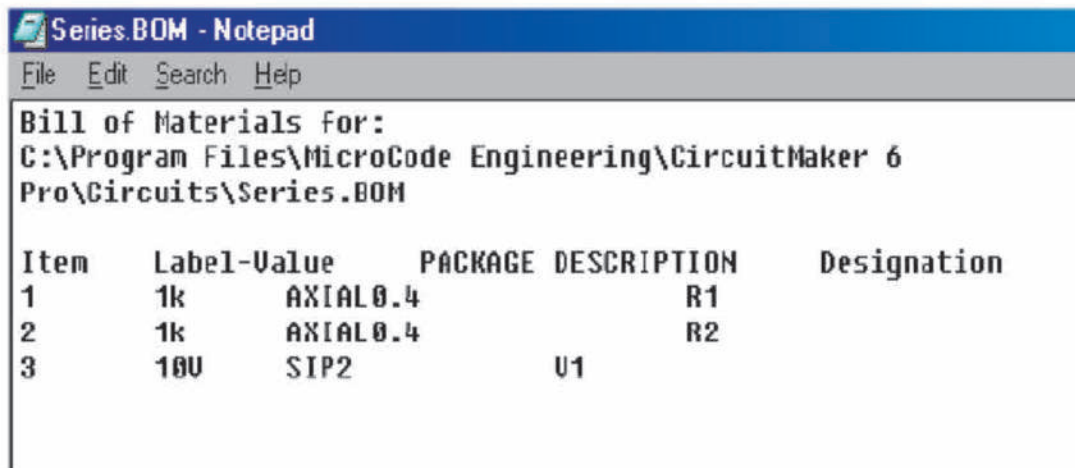 Series.BOM - Notepad
File Edit Search Help
Bill of Materials for:
C:\Program Files\MicroCode Engineering\CircuitMaker 6
Pro\Circuits\Series.BOM
Item Label-Value PACKAGE DESCRIPTION Designation
1 1k AXIAL0.4 R1
2 1k AXIAL0.4 R2
3 10V SIP2 V1